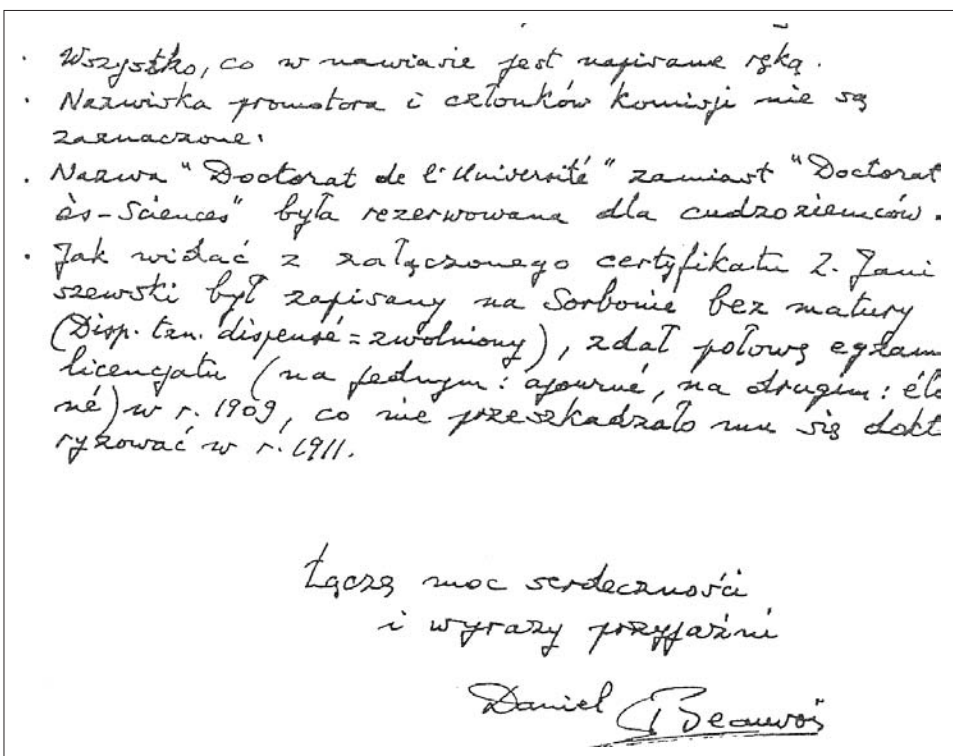 · Wszystko, co w nawiasie jest napisane ręką.
· Nazwiska promotora i członków komisji nie są
zaznaczone.
· Nazwa "Doctorat de l'Université" zamiast "Doctorat
ès-Sciences" była rezerwowana dla cudzoziemców.
· Jak widać z załączonego certyfikatu Z. Jani
szewski był zapisany na Sorbonie bez matury
(Disp. tzn. dispensé = zwolniony), zdał połowę egzam
licencjatu (na jednym: ajourné, na drugim: élo
né) w r. 1909, co nie przeszkadzało mu się dokt
ryzować w r. 1911.
Łączę moc serdeczności
i wyrazy przyjaźni
Daniel Beauvois